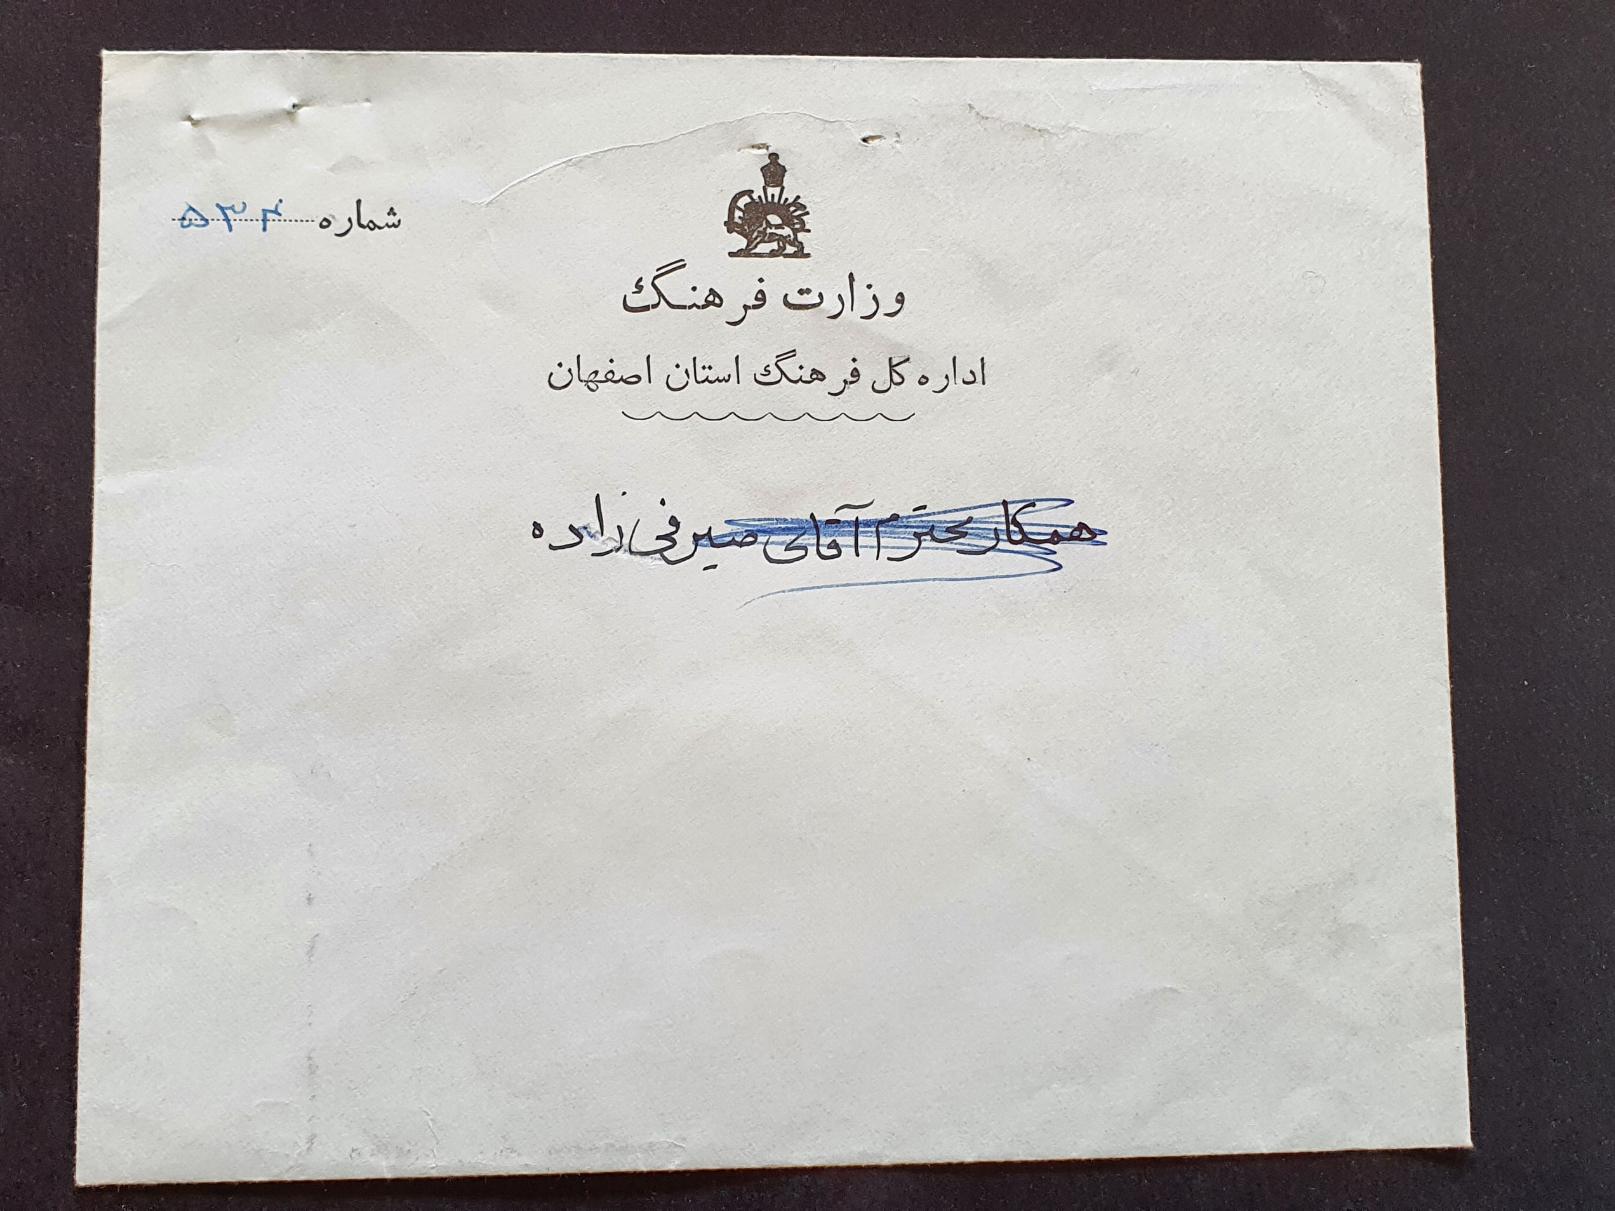 شماره ۵۳۴
وزارت فرهنگ
اداره کل فرهنگ استان اصفهان
همکار محترم آقای صیرفی زاده